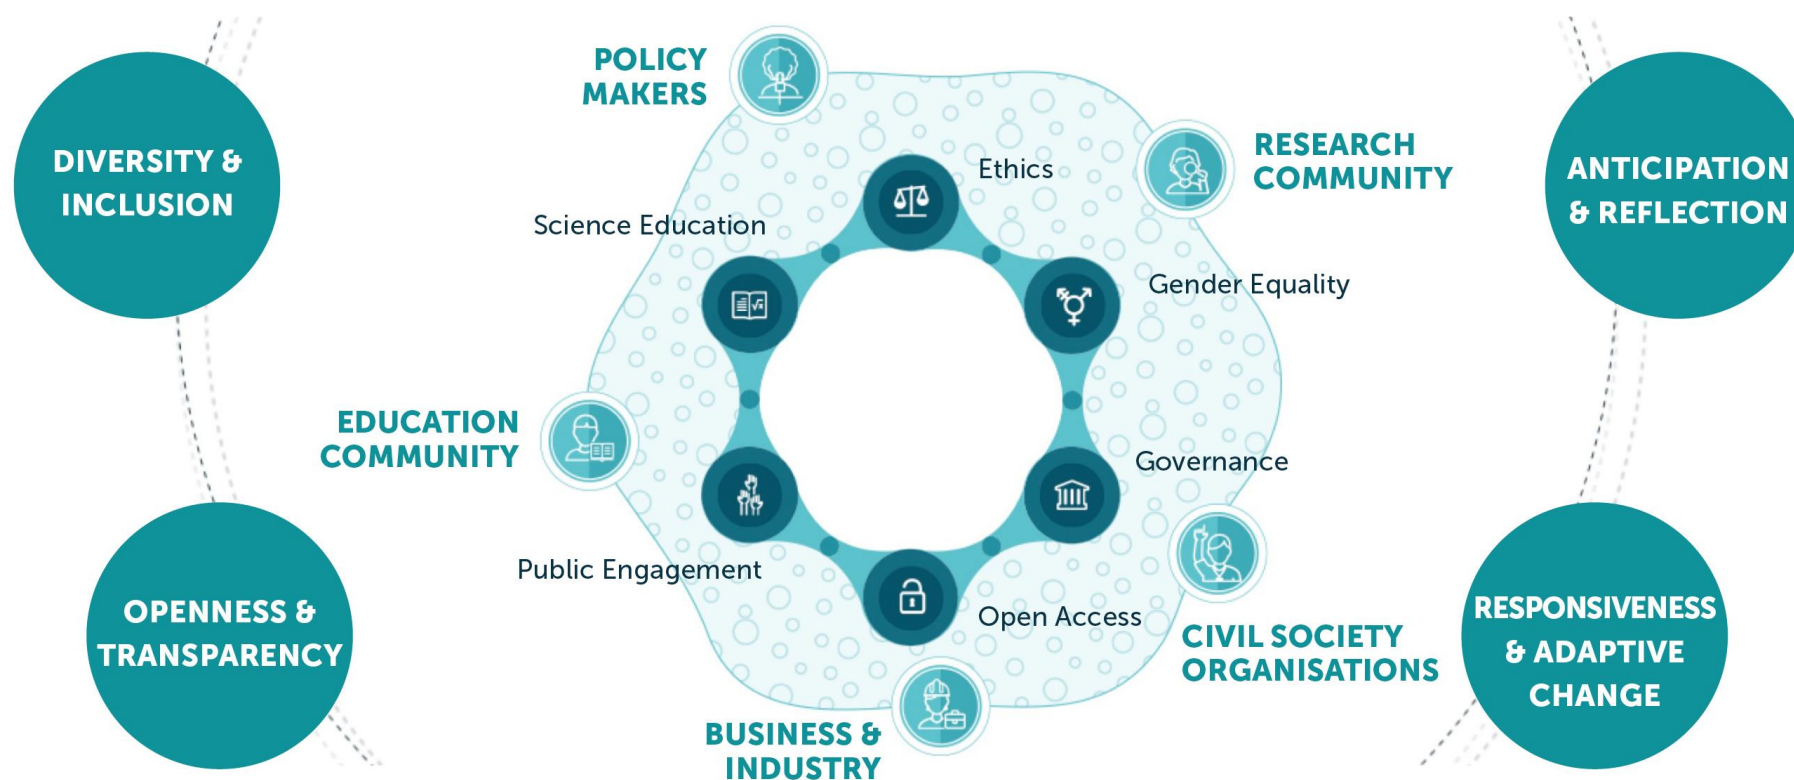 POLICY
MAKERS
DIVERSITY &
INCLUSION
RESEARCH
COMMUNITY
ANTICIPATION
& REFLECTION
Ethics
Science Education
Gender Equality
EDUCATION
COMMUNITY
Governance
Public Engagement
Open Access
OPENNESS &
TRANSPARENCY
CIVIL SOCIETY
ORGANISATIONS
RESPONSIVENESS
& ADAPTIVE
CHANGE
BUSINESS &
INDUSTRY